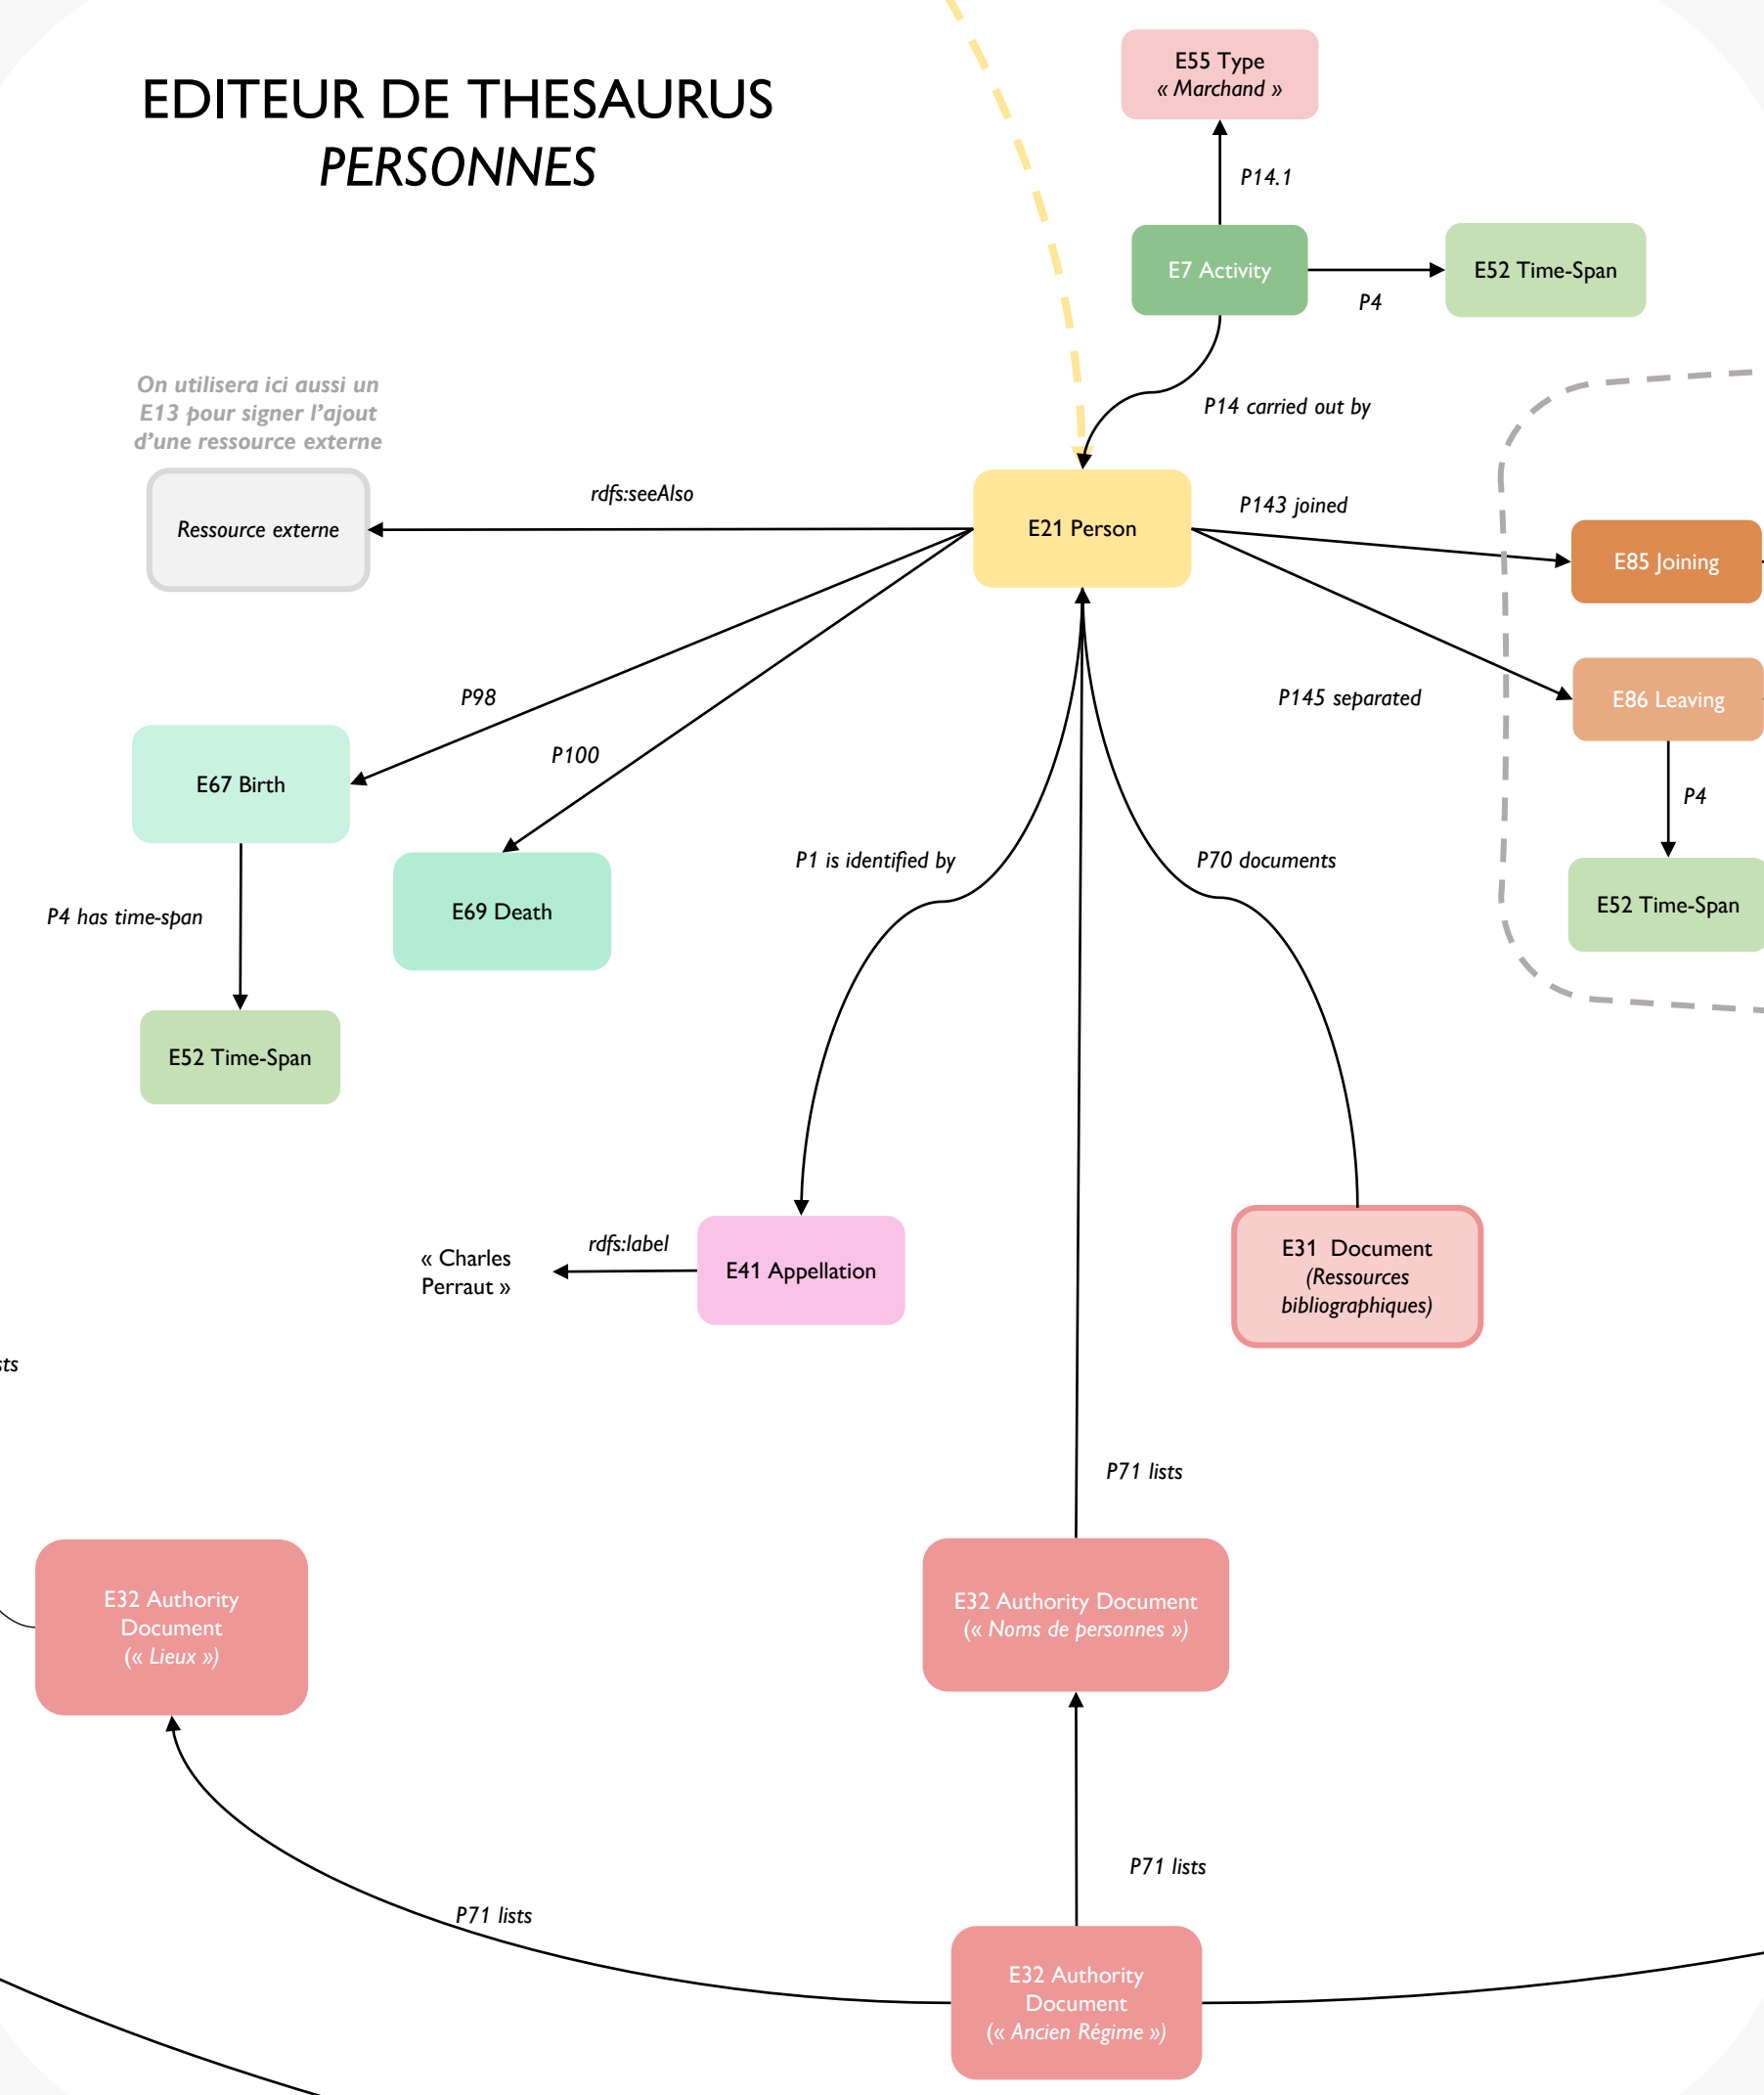 EDITEUR DE THESAURUS
PERSONNES
E55 Type
« Marchand »
P14.1
E7 Activity
E52 Time-Span
P4
On utilisera ici aussi un
E13 pour signer l'ajout
d'une ressource externe
P14 carried out by
Ressource externe
rdfs:seeAlso
E21 Person
P143 joined
E85 Joining
P98
P100
P145 separated
E86 Leaving
E67 Birth
P4
P4 has time-span
E69 Death
P1 is identified by
P70 documents
E52 Time-Span
E52 Time-Span
« Charles
Perraut »
rdfs:label
E41 Appellation
E31 Document
(Ressources
bibliographiques)
P71 lists
E32 Authority
Document
(« Lieux »)
E32 Authority Document
(« Noms de personnes »)
P71 lists
P71 lists
E32 Authority
Document
(« Ancien Régime »)